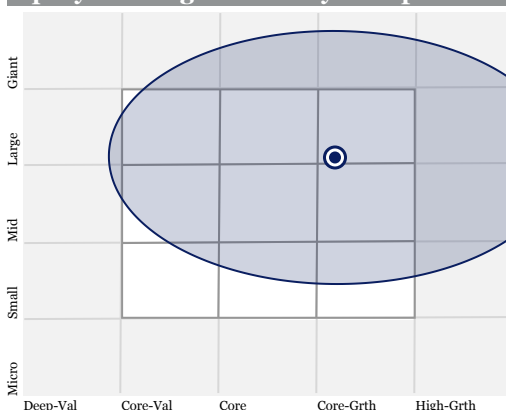 Giant
Large
Mid
Small
Micro
Deep-Val
Core-Val
Core
Core-Grth
High-Grth